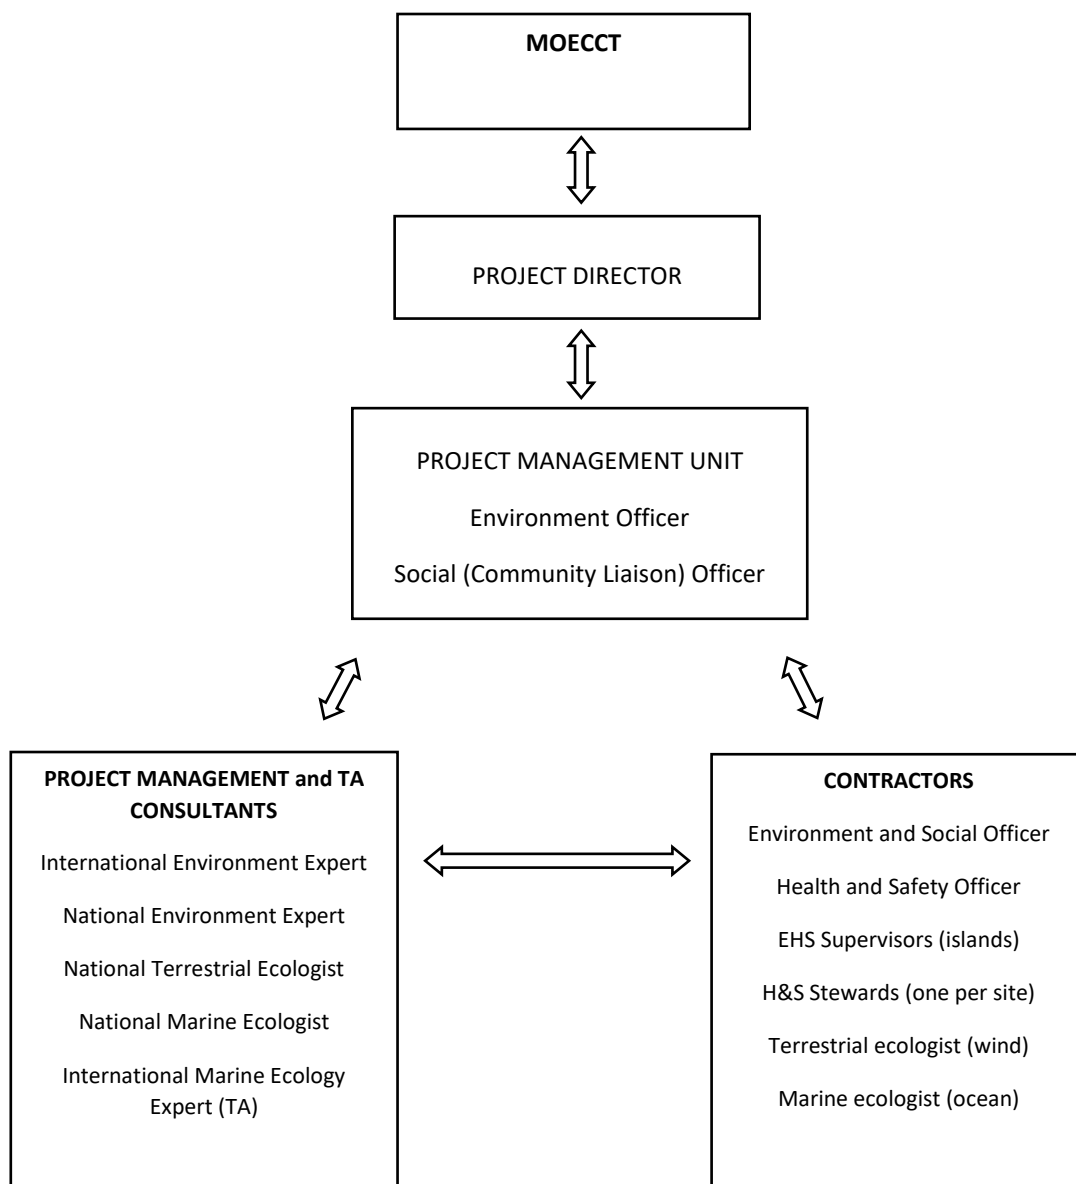 MOECCT
PROJECT DIRECTOR
PROJECT MANAGEMENT UNIT
Environment Officer
Social (Community Liaison) Officer
PROJECT MANAGEMENT and TA
CONSULTANTS
International Environment Expert
National Environment Expert
National Terrestrial Ecologist
National Marine Ecologist
International Marine Ecology
Expert (TA)
CONTRACTORS
Environment and Social Officer
Health and Safety Officer
EHS Supervisors (islands)
H&S Stewards (one per site)
Terrestrial ecologist (wind)
Marine ecologist (ocean)